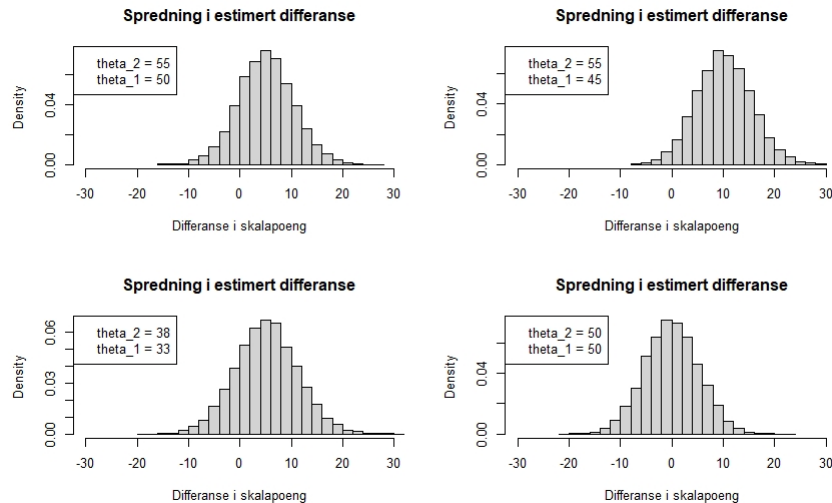 Spredning i estimert differanse
theta_2 = 55
theta_1 = 50
Density
0.00 0.04
-30 -20 -10 0 10 20 30
Differanse i skalapoeng
Spredning i estimert differanse
theta_2 = 55
theta_1 = 45
Density
0.00 0.04
-30 -20 -10 0 10 20 30
Differanse i skalapoeng
Spredning i estimert differanse
theta_2 = 38
theta_1 = 33
Density
0.00 0.03 0.06
-30 -20 -10 0 10 20 30
Differanse i skalapoeng
Spredning i estimert differanse
theta_2 = 50
theta_1 = 50
Density
0.00 0.04
-30 -20 -10 0 10 20 30
Differanse i skalapoeng